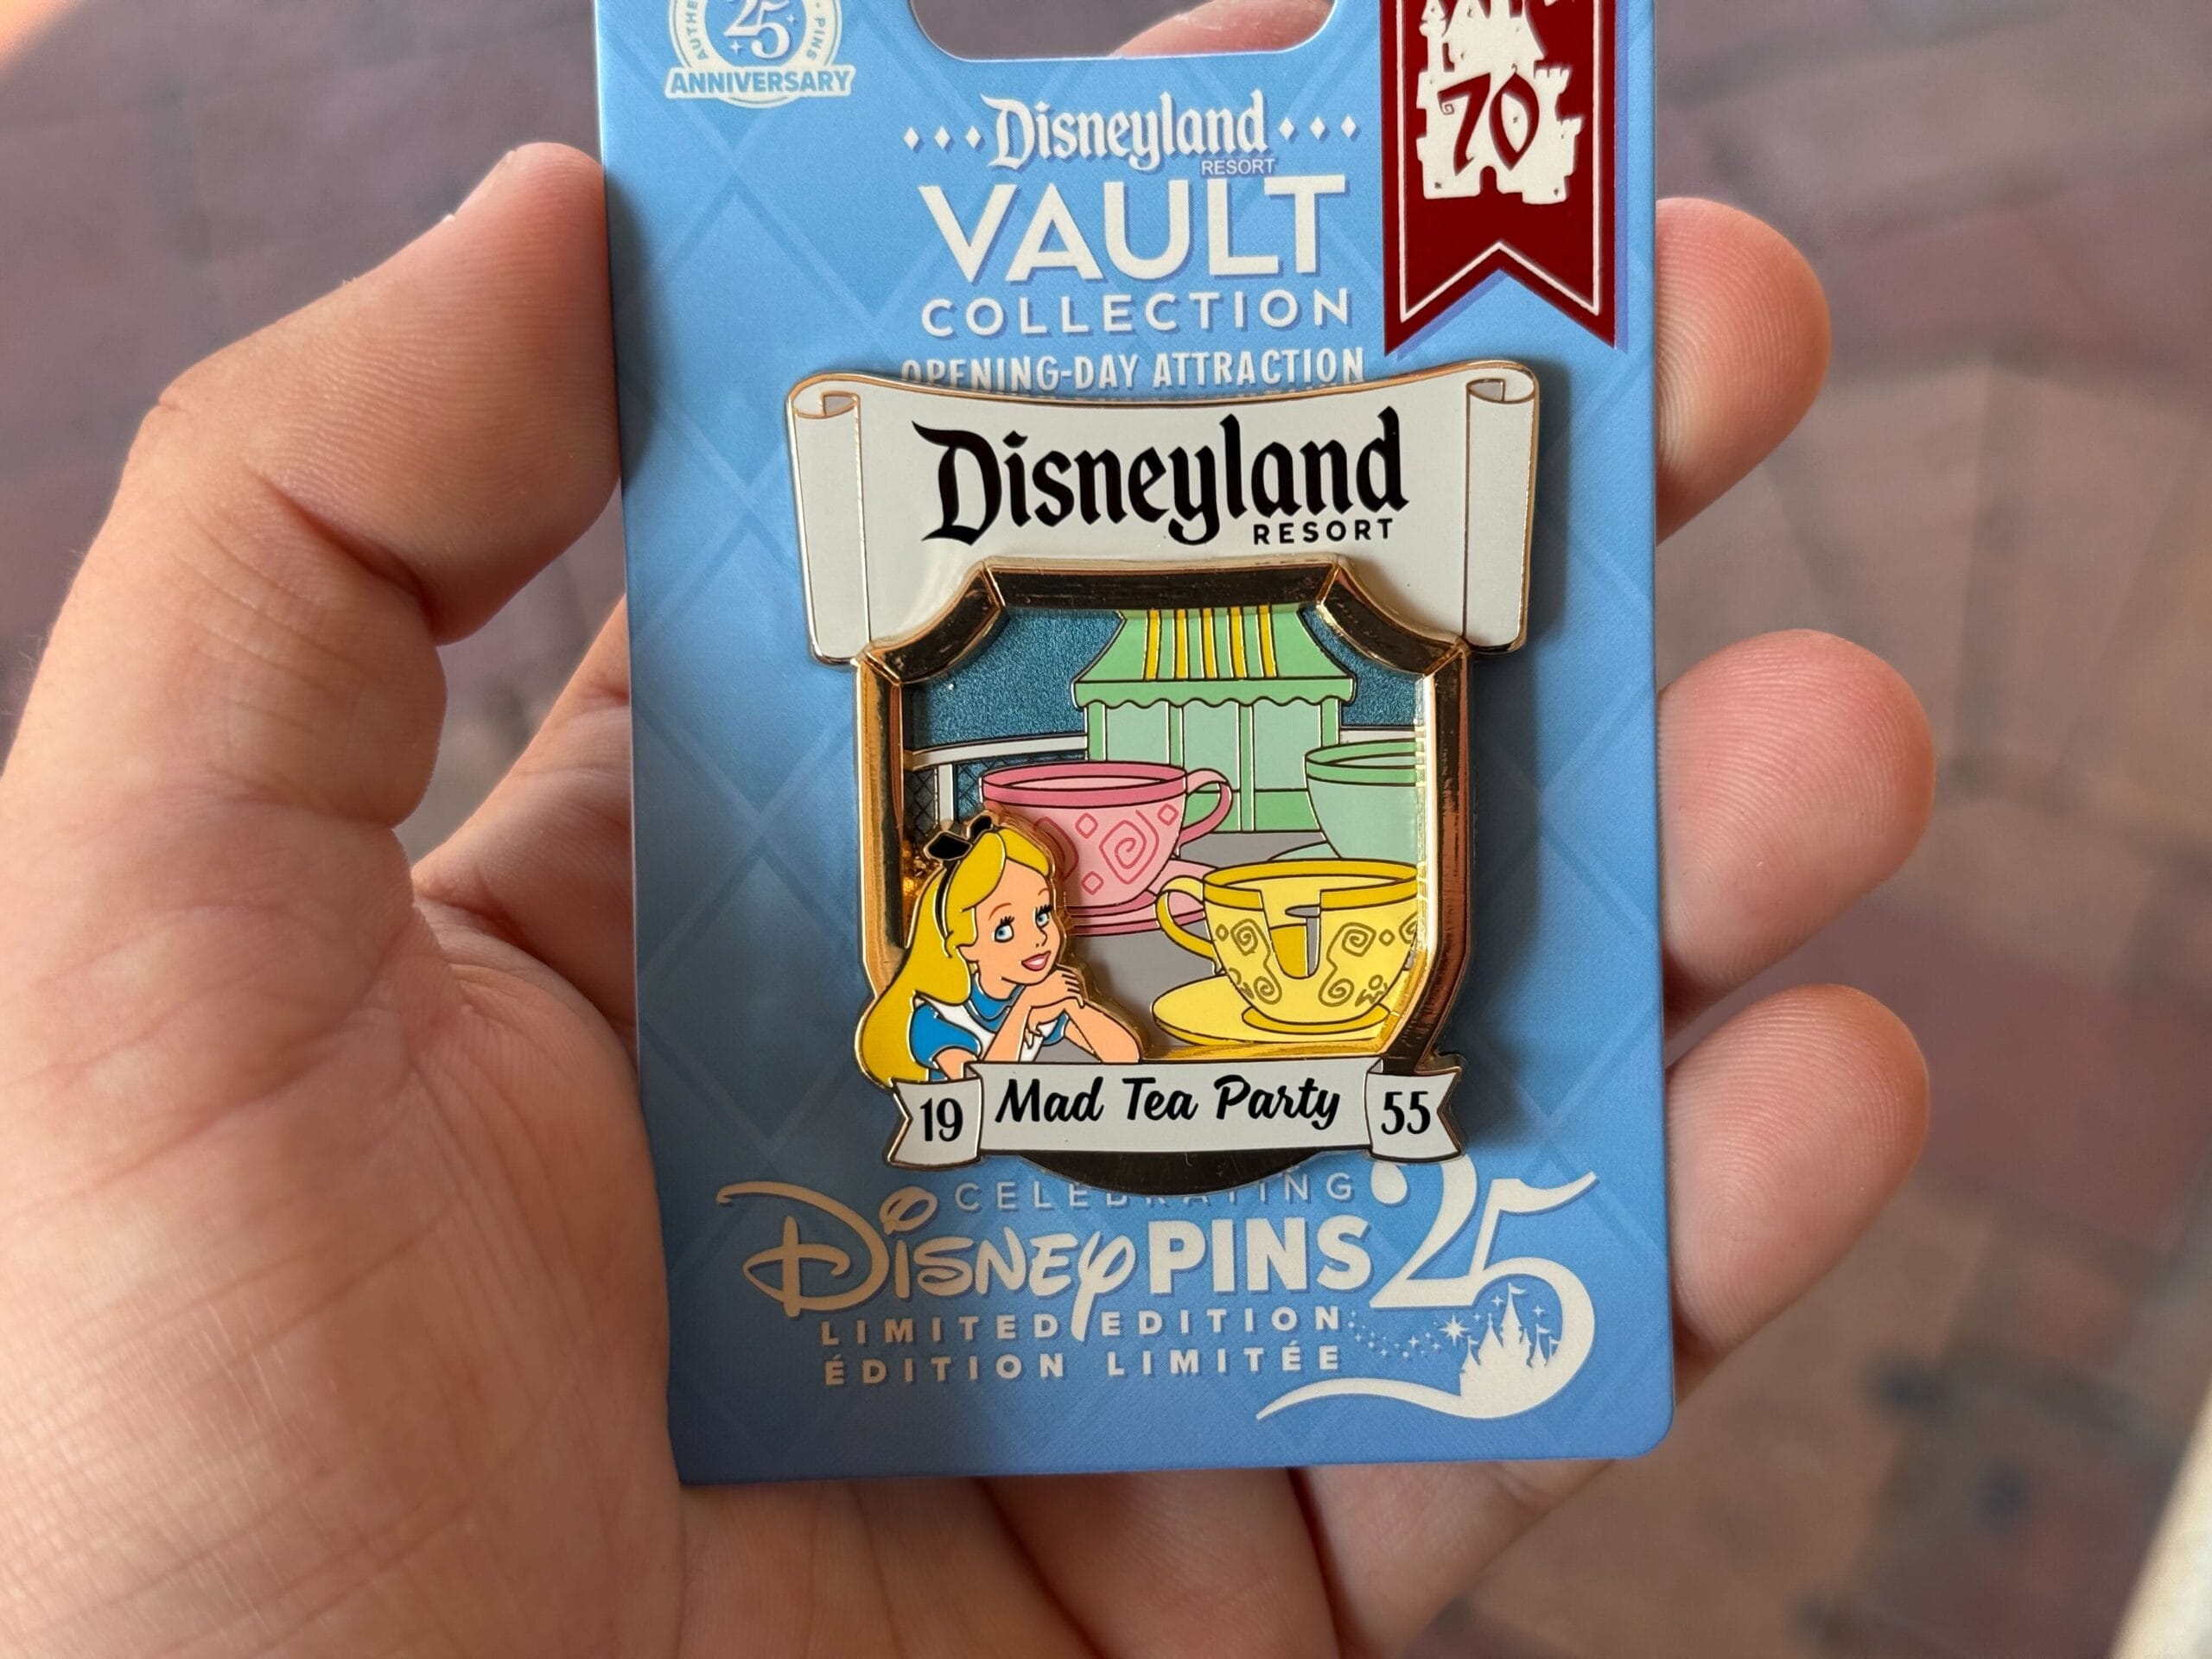 25
PINS
ANNIVERSARY
70
Disneyland
RESORT
VAULT
COLLECTION
OPENING-DAY ATTRACTION
Disneyland
RESORT
19 Mad Tea Party 55
CELEBRATING
Disney PINS 25
LIMITED EDITION
ÉDITION LIMITÉE